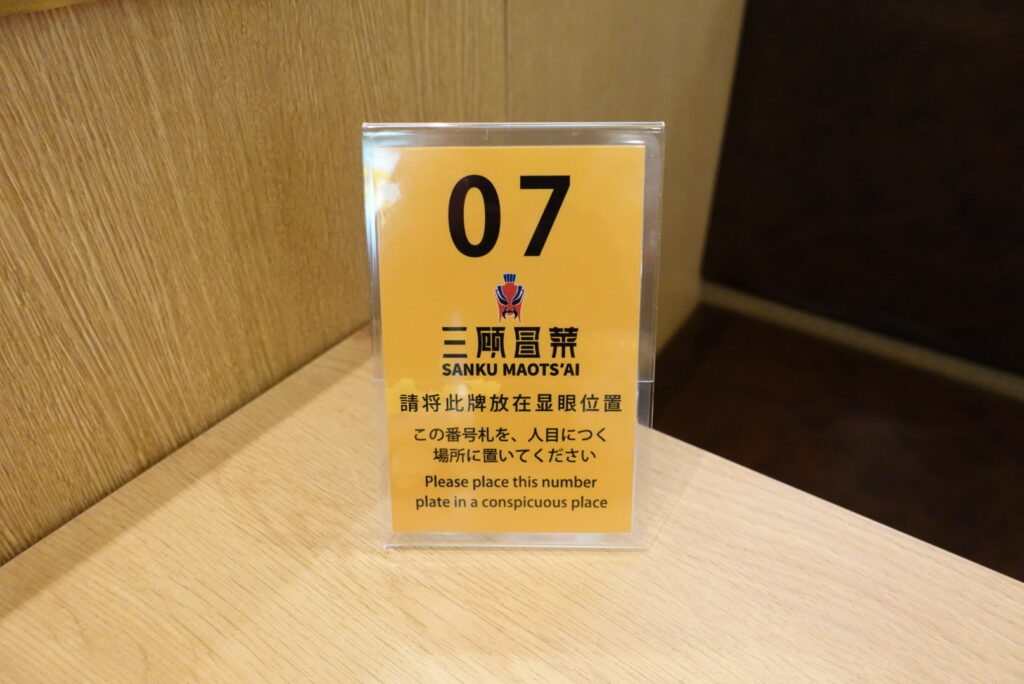 07
三顾冒菜
SANKU MAOTS'AI
請将此牌放在显眼位置
この番号札を、人目につく
場所に置いてください
Please place this number
plate in a conspicuous place